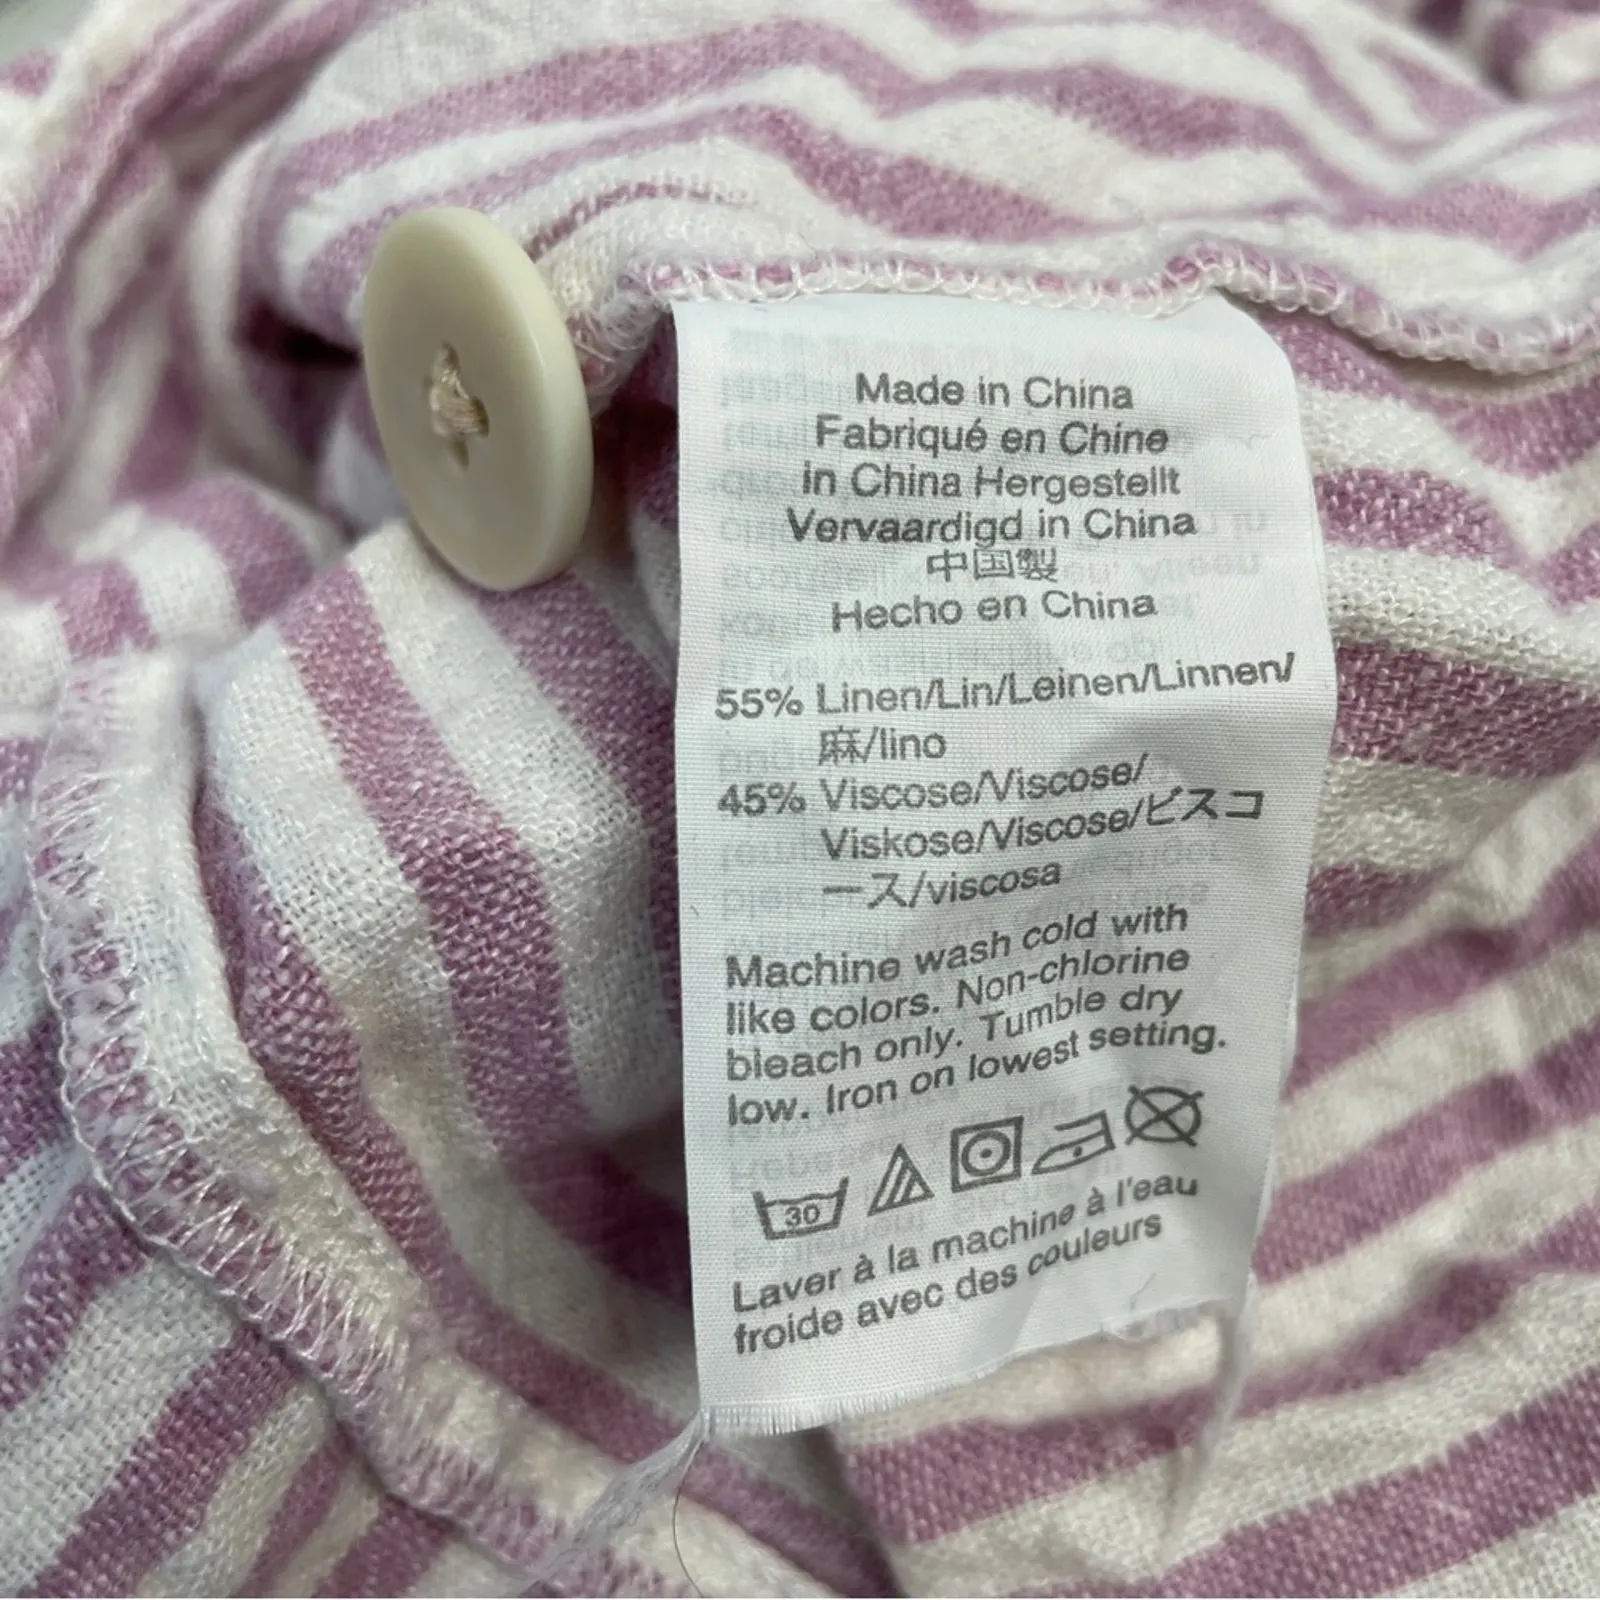 Made in China
Fabriqué en Chine
in China Hergestellt
Vervaardigd in China
中国製
Hecho en China
55% Linen/Lin/Leinen/Linnen/
麻/lino
45% Viscose/Viscose/
Viskose/Viscose/ビスコ
ース/viscosa
Machine wash cold with
like colors. Non-chlorine
bleach only. Tumble dry
low. Iron on lowest setting.
30
Laver à la machine à l'eau
froide avec des couleurs